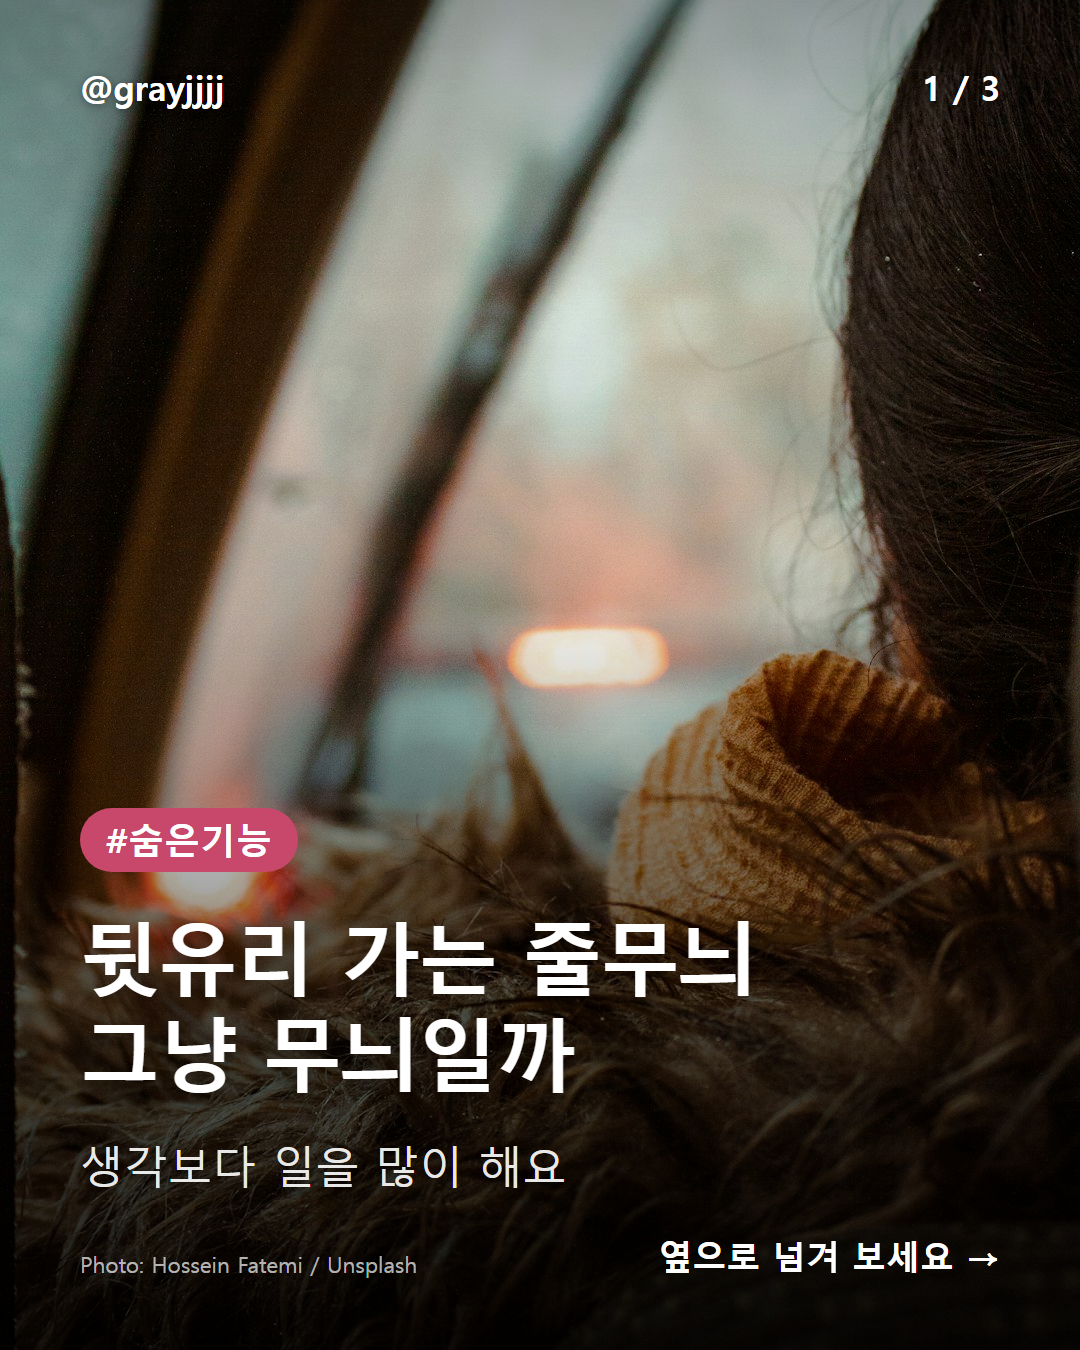 @grayjjjj
1 / 3
#숨은기능
뒷유리 가는 줄무늬
그냥 무늬일까
생각보다 일을 많이 해요
Photo: Hossein Fatemi / Unsplash
옆으로 넘겨 보세요 →